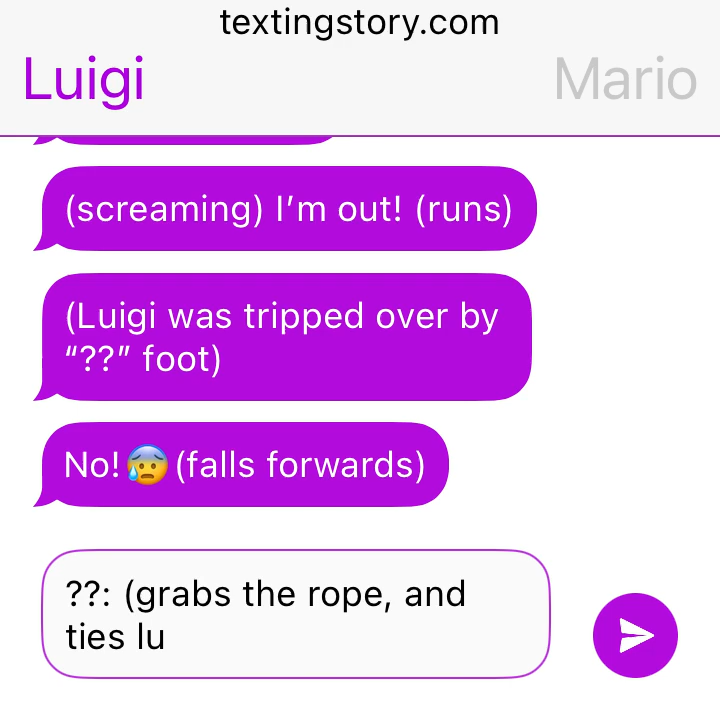 textingstory.com
Luigi
Mario
(screaming) I’m out! (runs)
(Luigi was tripped over by
“??” foot)
No!😰(falls forwards)
??: (grabs the rope, and
ties lu